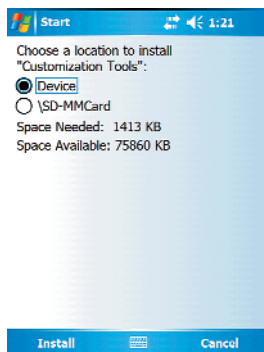 Start 1:21
Choose a location to install
"Customization Tools":
Device
\SD-MMCard
Space Needed: 1413 KB
Space Available: 75860 KB
Install Cancel